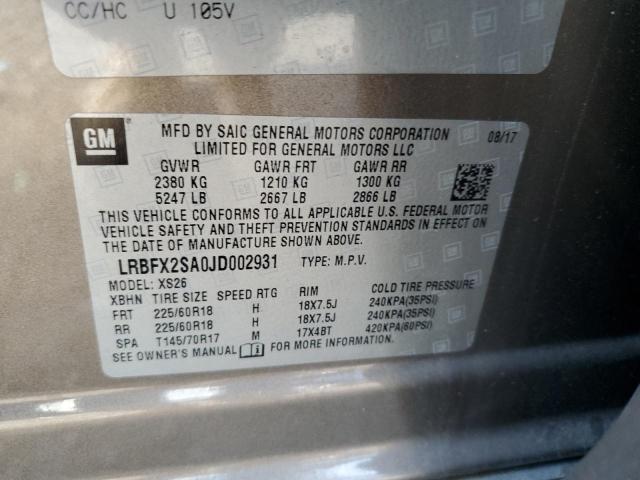 CC/HC U 105V
GM
MFD BY SAIC GENERAL MOTORS CORPORATION 08/17
LIMITED FOR GENERAL MOTORS LLC
GVWR GAWR FRT GAWR RR
2380 KG 1210 KG 1300 KG
5247 LB 2667 LB 2866 LB
THIS VEHICLE CONFORMS TO ALL APPLICABLE U.S. FEDERAL MOTOR
VEHICLE SAFETY AND THEFT PREVENTION STANDARDS IN EFFECT ON
THE DATE OF MANUFACTURE SHOWN ABOVE.
LRBFX2SA0JD002931 TYPE: M.P.V.
MODEL: XS26
XBHN TIRE SIZE SPEED RTG RIM COLD TIRE PRESSURE
FRT 225/60R18 H 18X7.5J 240KPA(35PSI)
RR 225/60R18 H 18X7.5J 240KPA(35PSI)
SPA T145/70R17 M 17X4BT 420KPA(60PSI)
SEE OWNER'S MANUAL FOR MORE INFORMATION.